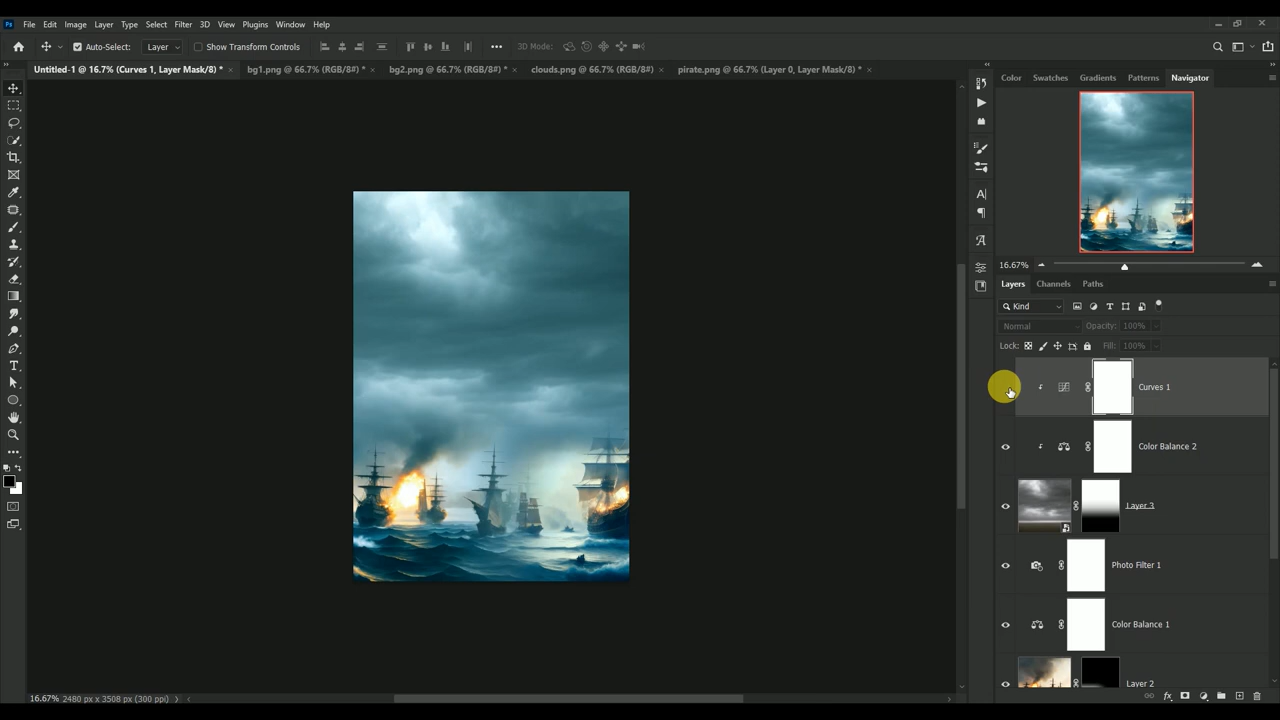 Ps File Edit Image Layer Type Select Filter 3D View Plugins Window Help
Auto-Select: Layer Show Transform Controls 3D Mode:
Untitled-1 @ 16.7% (Curves 1, Layer Mask/8) * × bg1.png @ 66.7% (RGB/8#) * × bg2.png @ 66.7% (RGB/8#) * × clouds.png @ 66.7% (RGB/8#) × pirate.png @ 66.7% (Layer 0, Layer Mask/8) * ×
Color Swatches Gradients Patterns Navigator
16.67%
Layers Channels Paths
Kind
Normal Opacity: 100%
Lock: Fill: 100%
Curves 1
Color Balance 2
Layer 3
Photo Filter 1
Color Balance 1
Layer 2
16.67% 2480 px x 3508 px (300 ppi)